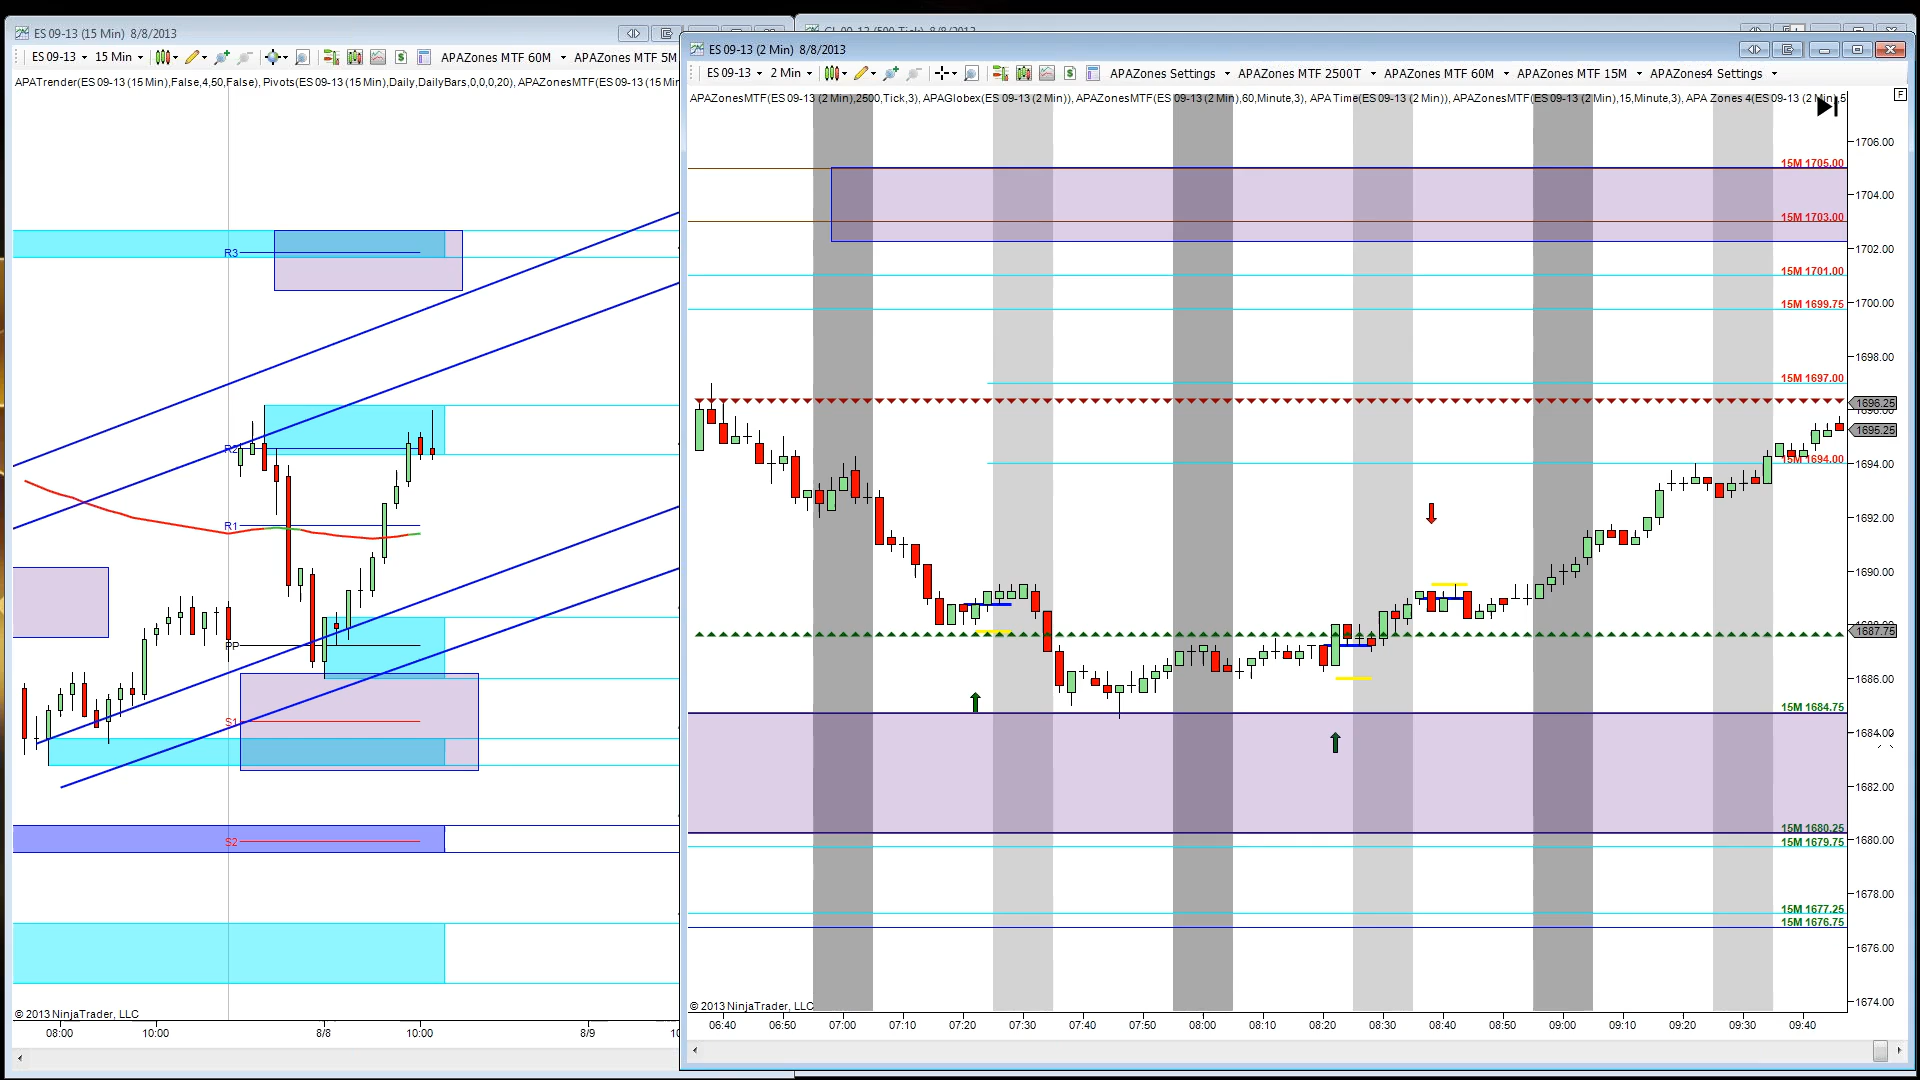 ES 09-13 (15 Min)  8/8/2013
ES 09-13 15 Min APAZones MTF 60M APAZones MTF 5M
APATrender(ES 09-13 (15 Min),False,4,50,False), Pivots(ES 09-13 (15 Min),Daily,DailyBars,0,0,0,20), APAZonesMTF(ES 09-13 (15 Min
R3
R2
R1
PP
S1
S2
© 2013 NinjaTrader, LLC
08:00 10:00 8/8 10:00 8/9
ES 09-13 (2 Min)  8/8/2013
ES 09-13 2 Min APAZones Settings APAZones MTF 2500T APAZones MTF 60M APAZones MTF 15M APAZones4 Settings
APAZonesMTF(ES 09-13 (2 Min),2500,Tick,3), APAGlobex(ES 09-13 (2 Min)), APAZonesMTF(ES 09-13 (2 Min),60,Minute,3), APA Time(ES 09-13 (2 Min)), APAZonesMTF(ES 09-13 (2 Min),15,Minute,3), APA Zones 4(ES 09-13 (2 Min),5
F
1706.00
15M 1705.00
1704.00
15M 1703.00
1702.00
15M 1701.00
15M 1699.75
1700.00
1698.00
15M 1697.00
1696.25
1695.25
15M 1694.00
1694.00
1692.00
1690.00
1687.75
1686.00
15M 1684.75
1684.00
1682.00
15M 1680.25
15M 1679.75
1680.00
1678.00
15M 1677.25
15M 1676.75
1676.00
1674.00
© 2013 NinjaTrader, LLC
06:40 06:50 07:00 07:10 07:20 07:30 07:40 07:50 08:00 08:10 08:20 08:30 08:40 08:50 09:00 09:10 09:20 09:30 09:40